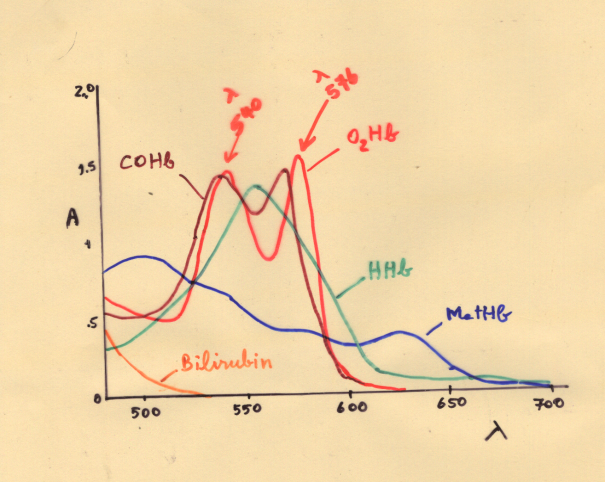 2.0
λ 540
λ 576
O₂Hb
COHb
1.5
A
1
HHb
MetHb
.5
Bilirubin
0
500 550 600 650 700
λ